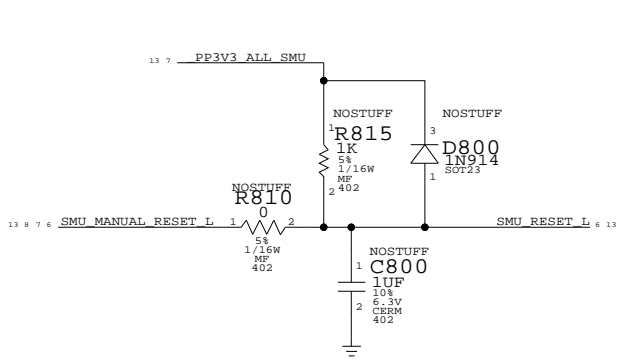 13 7 PP3V3_ALL_SMU
NOSTUFF
1
R815
1K
5%
1/16W
MF
402
2
NOSTUFF
3
D800
1N914
SOT23
1
NOSTUFF
R810
0
13 8 7 6 SMU_MANUAL_RESET_L 1 2
5%
1/16W
MF
402
SMU_RESET_L 6 13
NOSTUFF
1
C800
1UF
10%
6.3V
CERM
402
2